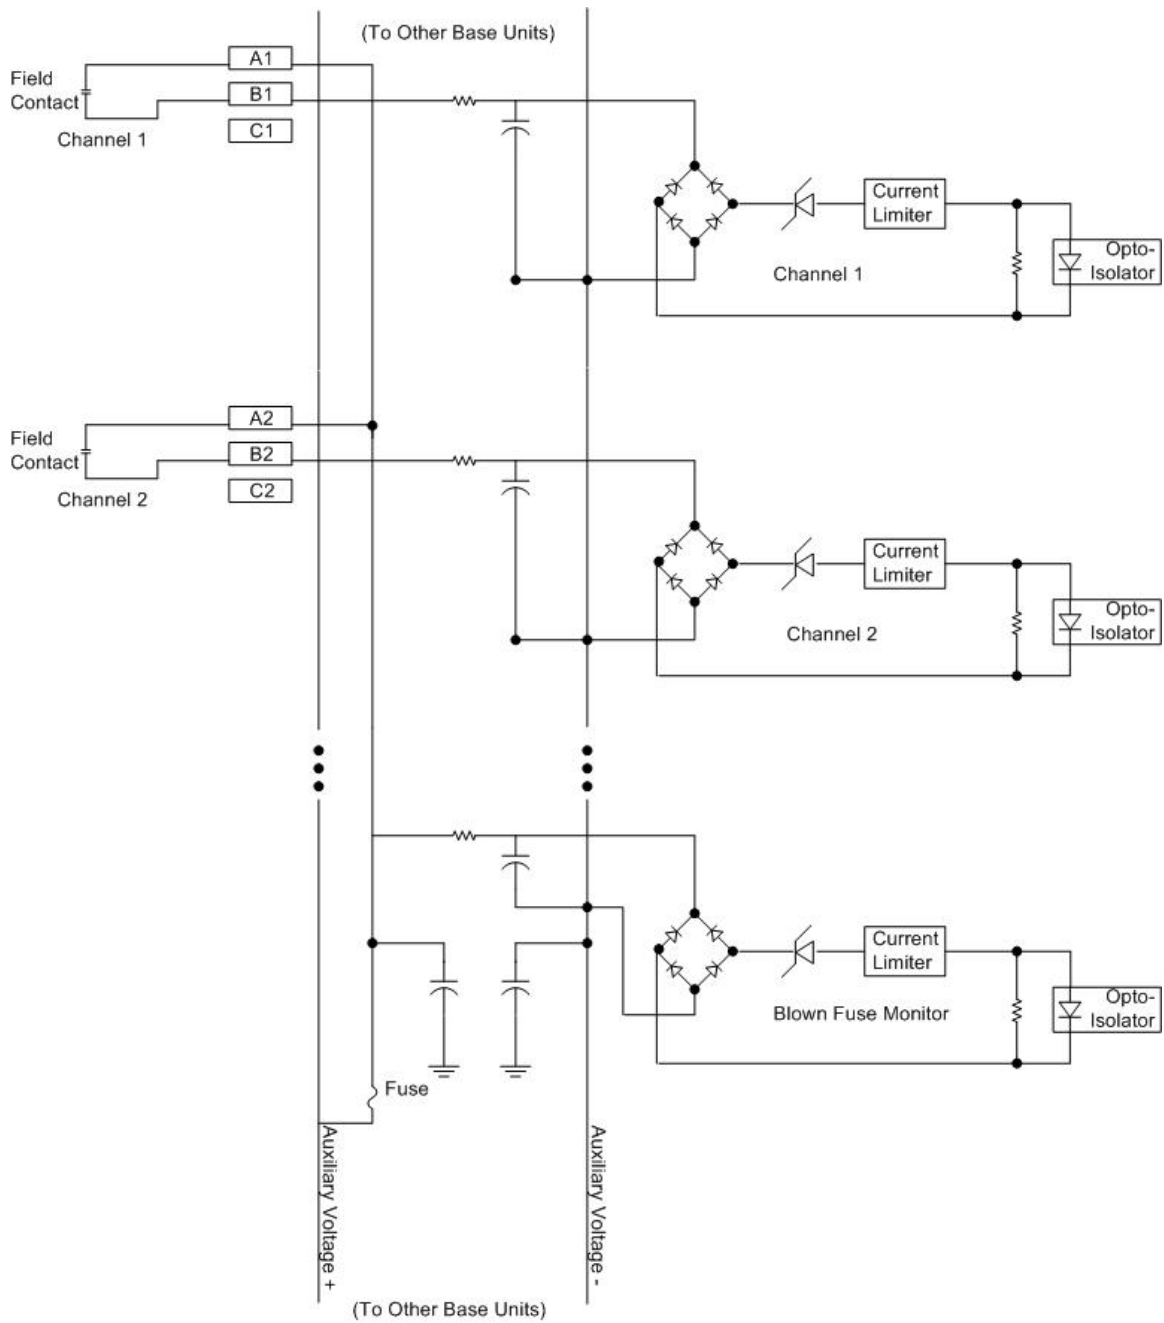 (To Other Base Units)
A1
Field
Contact
B1
C1
Channel 1
Current
Limiter
Opto-
Isolator
Channel 1
A2
Field
Contact
B2
C2
Channel 2
Current
Limiter
Opto-
Isolator
Channel 2
Current
Limiter
Opto-
Isolator
Blown Fuse Monitor
Fuse
Auxiliary Voltage +
Auxiliary Voltage -
(To Other Base Units)